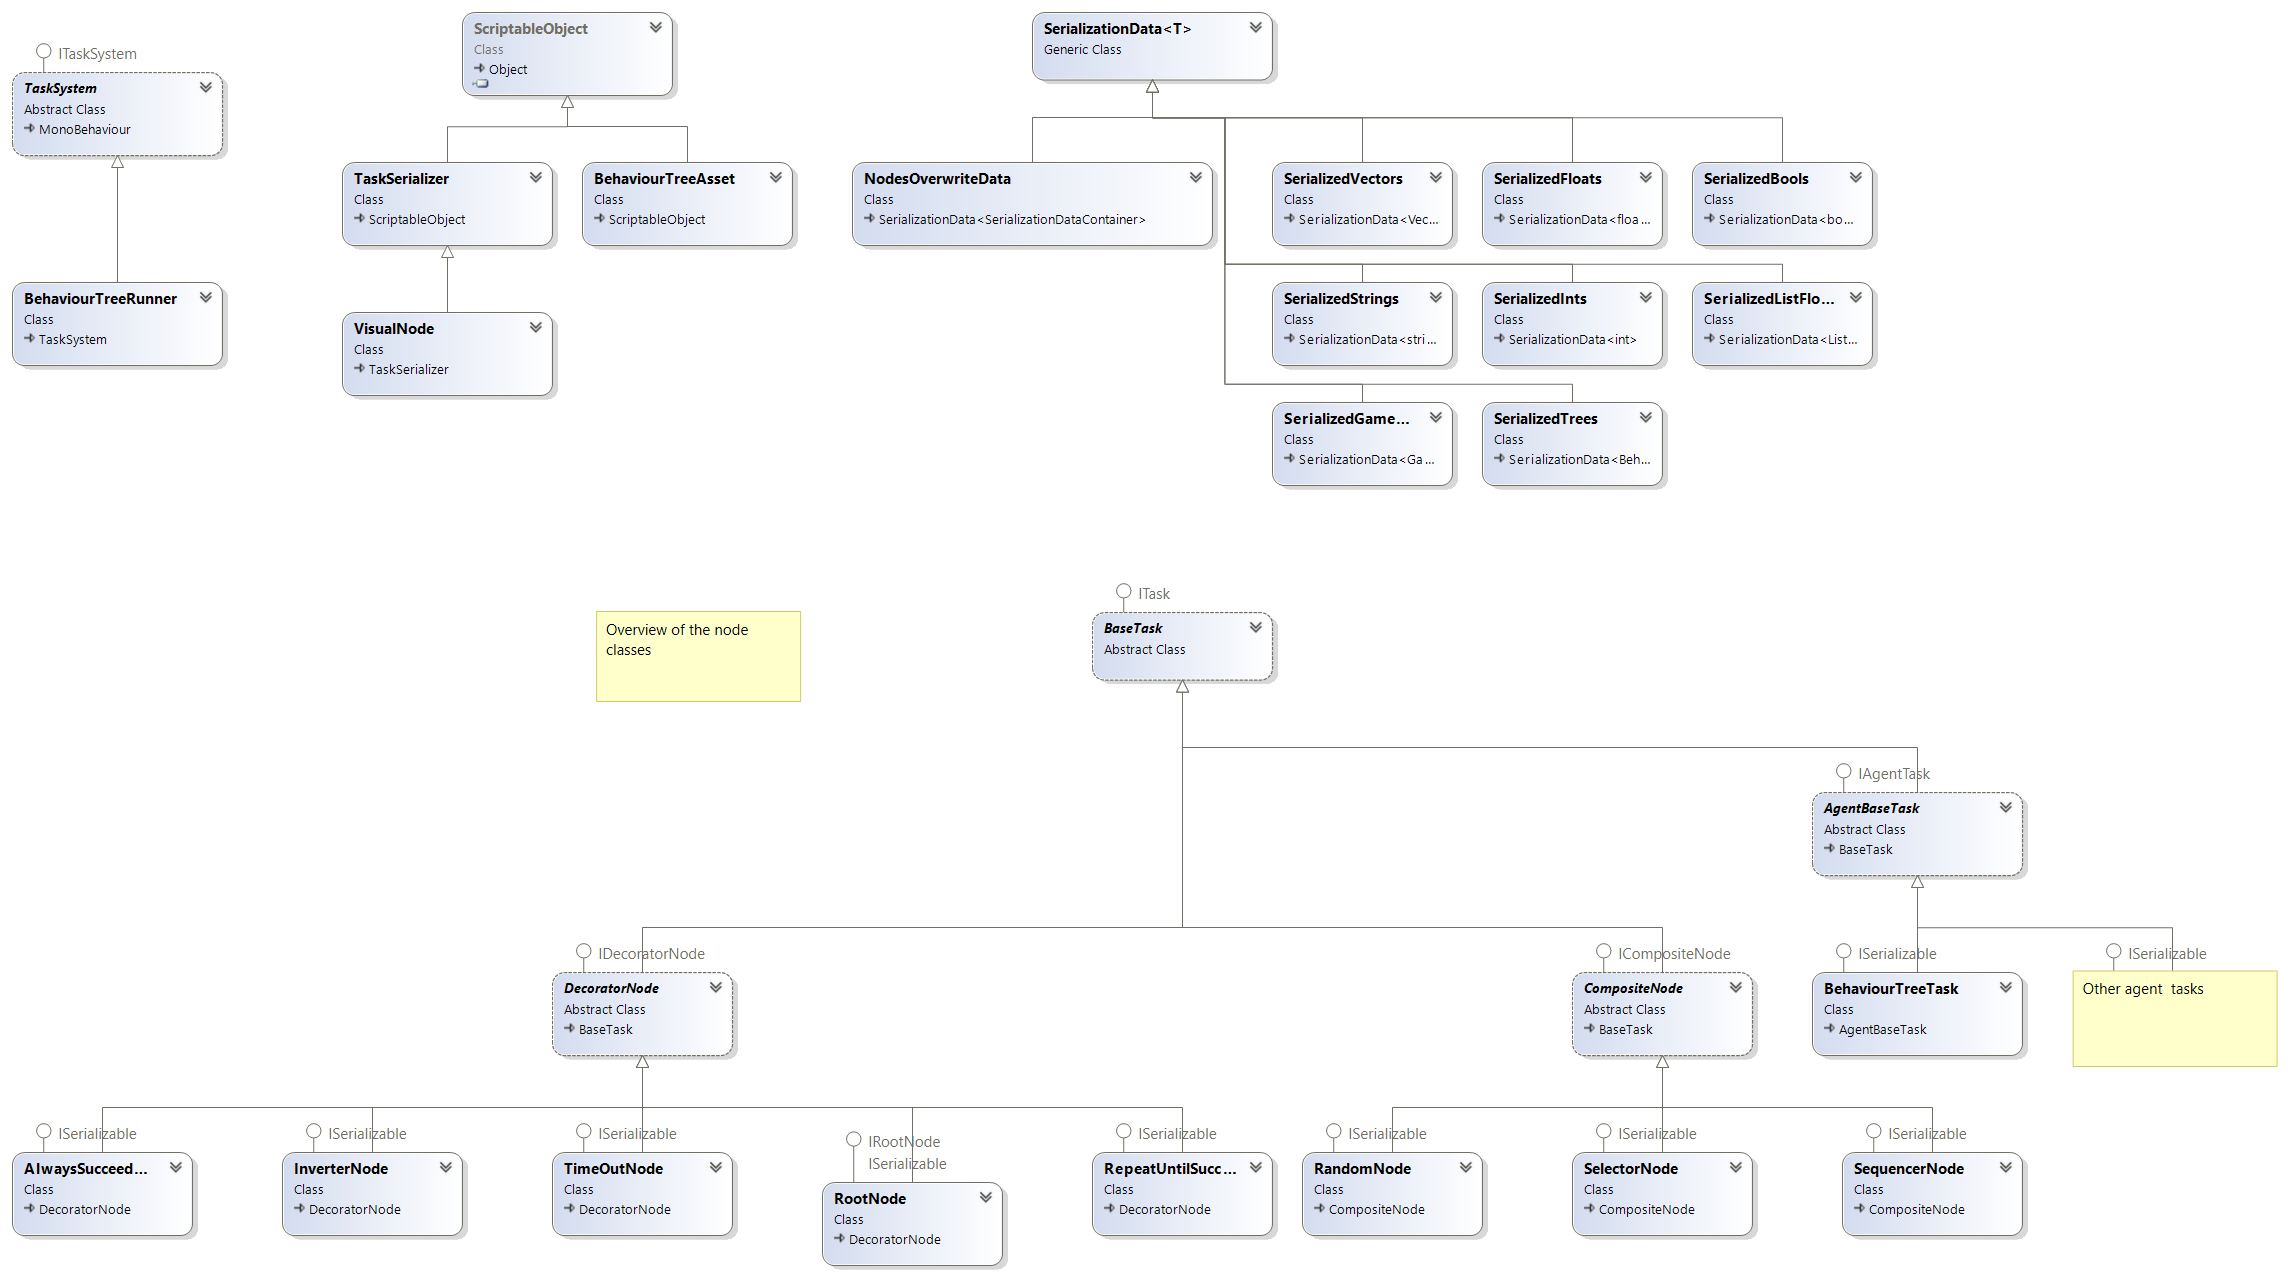 ITaskSystem
TaskSystem
Abstract Class
MonoBehaviour
BehaviourTreeRunner
Class
TaskSystem
ScriptableObject
Class
Object
TaskSerializer
Class
ScriptableObject
BehaviourTreeAsset
Class
ScriptableObject
VisualNode
Class
TaskSerializer
SerializationData<T>
Generic Class
NodesOverwriteData
Class
SerializationData<SerializationDataContainer>
SerializedVectors
Class
SerializationData<Vec...
SerializedFloats
Class
SerializationData<floa...
SerializedBools
Class
SerializationData<bo...
SerializedStrings
Class
SerializationData<stri...
SerializedInts
Class
SerializationData<int>
SerializedListFlo...
Class
SerializationData<List...
SerializedGame...
Class
SerializationData<Ga...
SerializedTrees
Class
SerializationData<Beh...
Overview of the node
classes
ITask
BaseTask
Abstract Class
IAgentTask
AgentBaseTask
Abstract Class
BaseTask
IDecoratorNode
DecoratorNode
Abstract Class
BaseTask
ICompositeNode
CompositeNode
Abstract Class
BaseTask
ISerializable
BehaviourTreeTask
Class
AgentBaseTask
ISerializable
Other agent  tasks
ISerializable
AlwaysSucceed...
Class
DecoratorNode
ISerializable
InverterNode
Class
DecoratorNode
ISerializable
TimeOutNode
Class
DecoratorNode
IRootNode
ISerializable
RootNode
Class
DecoratorNode
ISerializable
RepeatUntilSucc...
Class
DecoratorNode
ISerializable
RandomNode
Class
CompositeNode
ISerializable
SelectorNode
Class
CompositeNode
ISerializable
SequencerNode
Class
CompositeNode